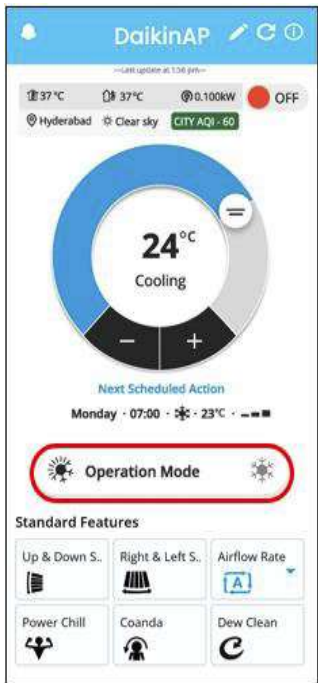 DaikinAP
---Last update at 1:56 pm---
37 °C 37°C 0.100kW OFF
Hyderabad Clear sky CITY AQI - 60
24°C
Cooling
− +
Next Scheduled Action
Monday · 07:00 · · 23°C ·
Operation Mode
Standard Features
Up & Down S.. Right & Left S.. Airflow Rate
A
Power Chill Coanda Dew Clean